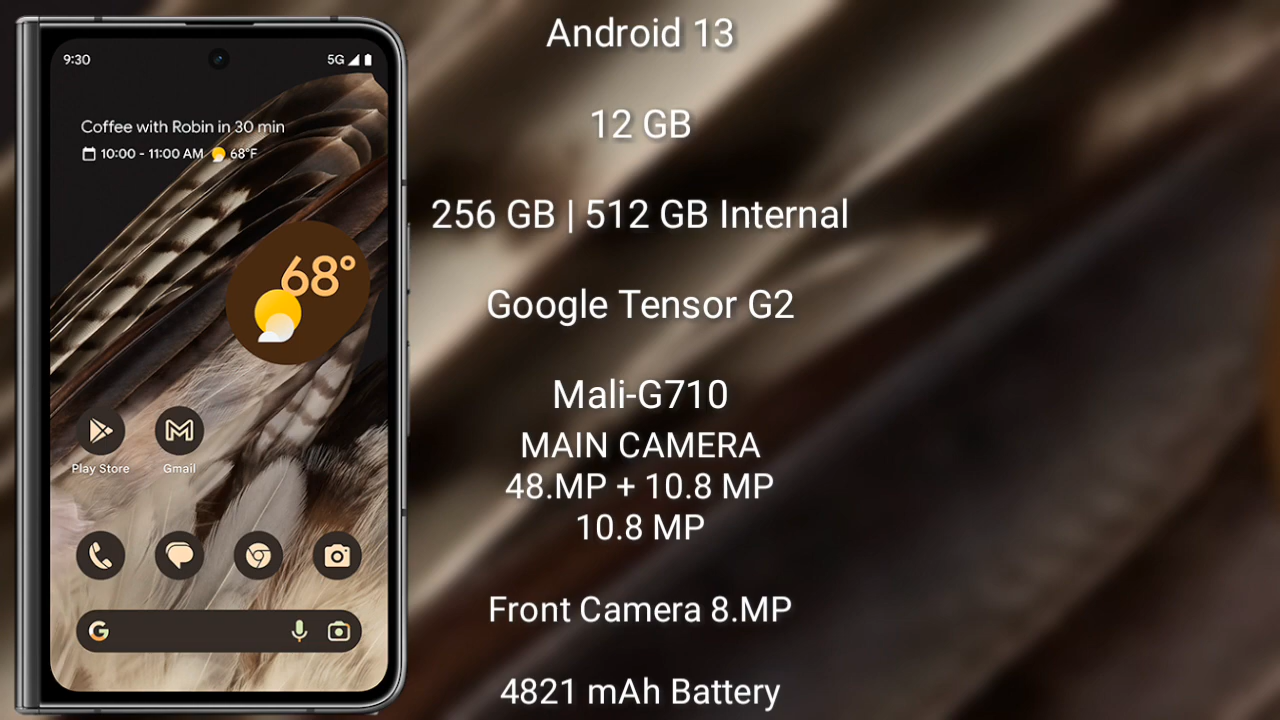 9:30
5G
Coffee with Robin in 30 min
10:00 - 11:00 AM 68°F
68°
Play Store
Gmail
G
Android 13
12 GB
256 GB | 512 GB Internal
Google Tensor G2
Mali-G710
MAIN CAMERA
48.MP + 10.8 MP
10.8 MP
Front Camera 8.MP
4821 mAh Battery